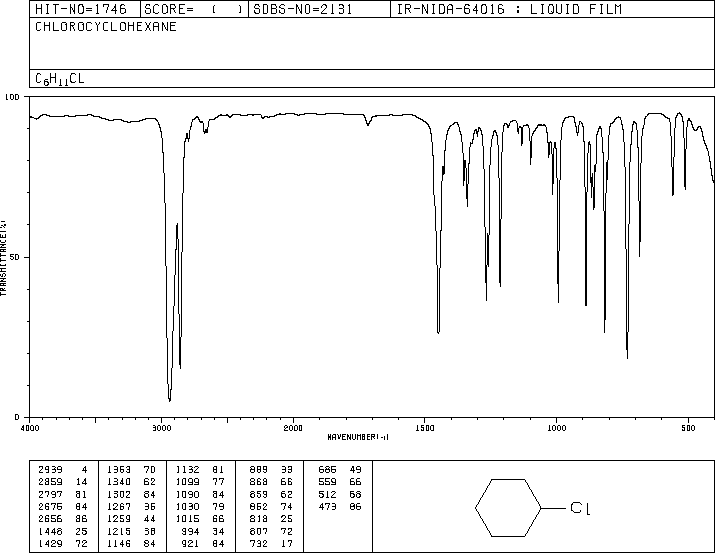 HIT-NO=1746 SCORE= ( ) SDBS-NO=2131 IR-NIDA-64016 : LIQUID FILM
CHLOROCYCLOHEXANE
C6H11CL
100
50
0
TRANSMITTANCE(%)
4000 3000 2000 1500 1000 500
WAVENUMBER(-1)
2939 4 1353 70 1132 81 889 33 686 49
2859 14 1340 62 1099 77 868 66 559 66
2797 81 1302 84 1090 84 859 62 512 68
2675 84 1267 36 1030 79 852 74 473 86
2656 86 1259 44 1015 66 818 25
1448 25 1215 38 994 34 807 72
1429 72 1146 84 921 84 732 17
Cl